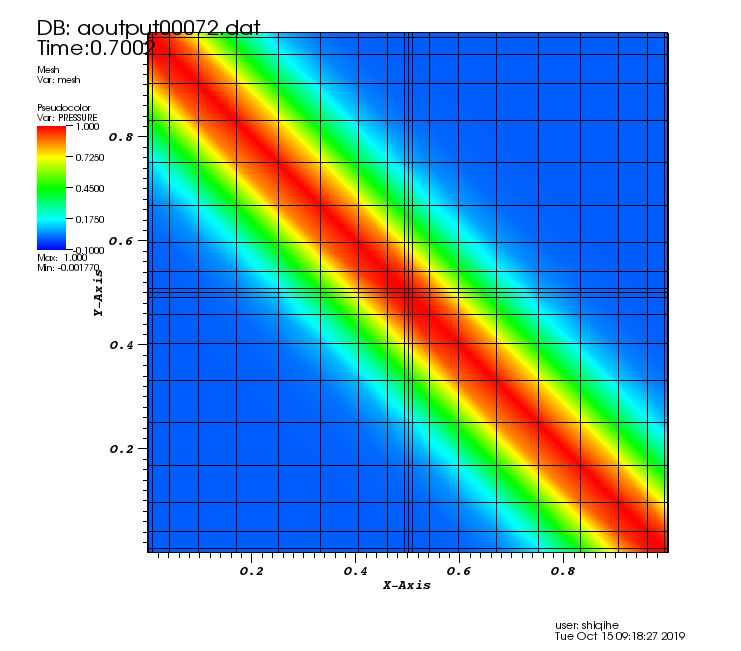 DB: aoutput00072.dat
Time:0.7002
Mesh
Var: mesh
Pseudocolor
Var: PRESSURE
1.000
0.7250
0.4500
0.1750
-0.1000
Max: 1.000
Min: -0.001770
Y-Axis
0.8
0.6
0.4
0.2
0.2 0.4 0.6 0.8
X-Axis
user: shiqihe
Tue Oct 15 09:18:27 2019